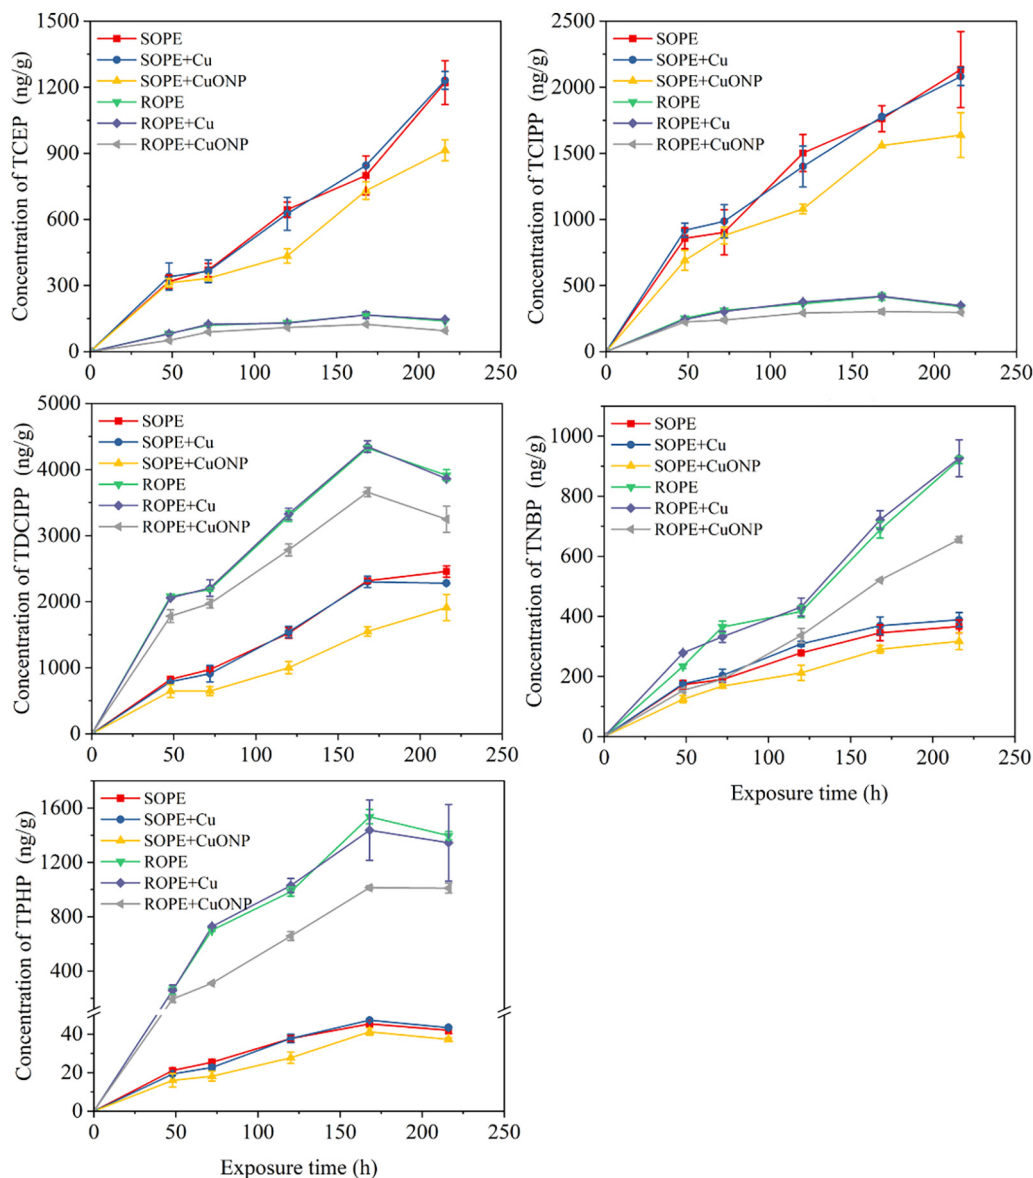 Concentration of TCEP (ng/g)
1500
1200
900
600
300
0
SOPE
SOPE+Cu
SOPE+CuONP
ROPE
ROPE+Cu
ROPE+CuONP
0 50 100 150 200 250
Concentration of TCIPP (ng/g)
2500
2000
1500
1000
500
0
SOPE
SOPE+Cu
SOPE+CuONP
ROPE
ROPE+Cu
ROPE+CuONP
0 50 100 150 200 250
Concentration of TDCIPP (ng/g)
5000
4000
3000
2000
1000
0
SOPE
SOPE+Cu
SOPE+CuONP
ROPE
ROPE+Cu
ROPE+CuONP
0 50 100 150 200 250
Concentration of TNBP (ng/g)
1000
800
600
400
200
0
SOPE
SOPE+Cu
SOPE+CuONP
ROPE
ROPE+Cu
ROPE+CuONP
0 50 100 150 200 250
Exposure time (h)
Concentration of TPHP (ng/g)
1600
1200
800
400
40
20
0
SOPE
SOPE+Cu
SOPE+CuONP
ROPE
ROPE+Cu
ROPE+CuONP
0 50 100 150 200 250
Exposure time (h)